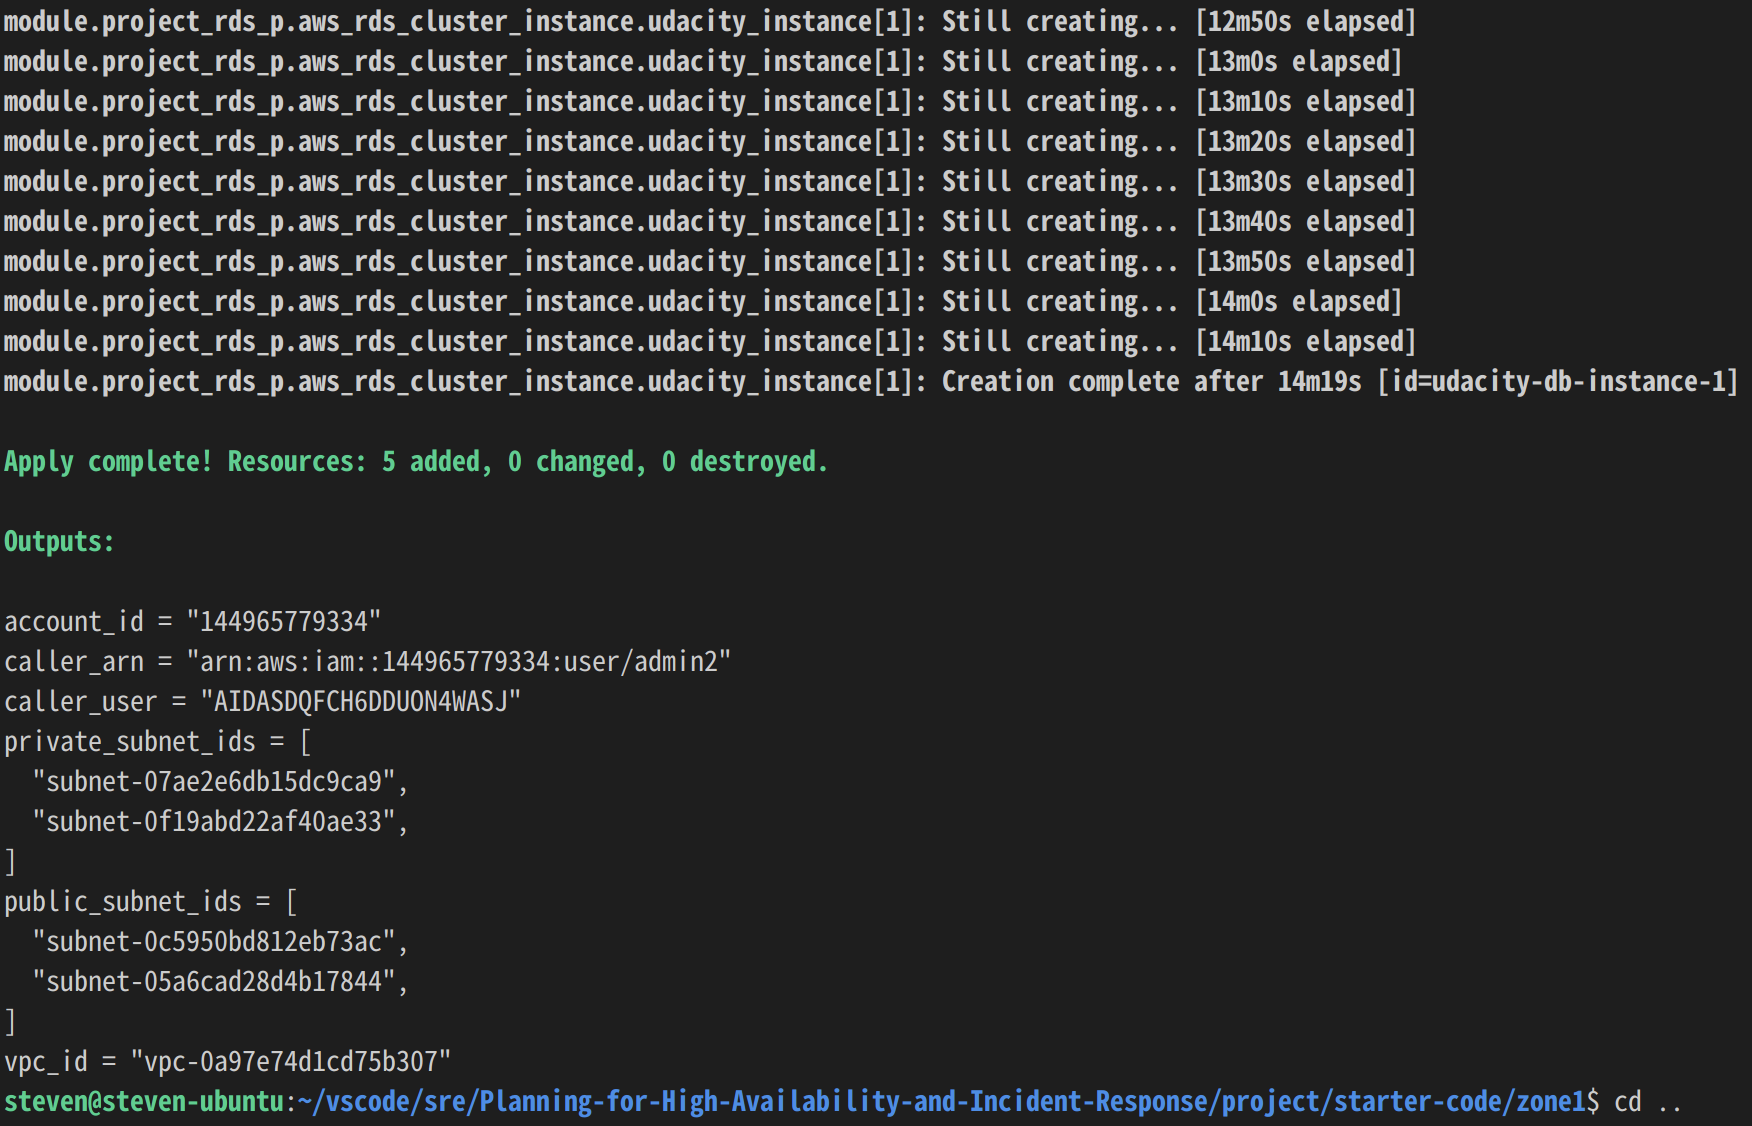 module.project_rds_p.aws_rds_cluster_instance.udacity_instance[1]: Still creating... [12m50s elapsed]
module.project_rds_p.aws_rds_cluster_instance.udacity_instance[1]: Still creating... [13m0s elapsed]
module.project_rds_p.aws_rds_cluster_instance.udacity_instance[1]: Still creating... [13m10s elapsed]
module.project_rds_p.aws_rds_cluster_instance.udacity_instance[1]: Still creating... [13m20s elapsed]
module.project_rds_p.aws_rds_cluster_instance.udacity_instance[1]: Still creating... [13m30s elapsed]
module.project_rds_p.aws_rds_cluster_instance.udacity_instance[1]: Still creating... [13m40s elapsed]
module.project_rds_p.aws_rds_cluster_instance.udacity_instance[1]: Still creating... [13m50s elapsed]
module.project_rds_p.aws_rds_cluster_instance.udacity_instance[1]: Still creating... [14m0s elapsed]
module.project_rds_p.aws_rds_cluster_instance.udacity_instance[1]: Still creating... [14m10s elapsed]
module.project_rds_p.aws_rds_cluster_instance.udacity_instance[1]: Creation complete after 14m19s [id=udacity-db-instance-1]
Apply complete! Resources: 5 added, 0 changed, 0 destroyed.
Outputs:
account_id = "144965779334"
caller_arn = "arn:aws:iam::144965779334:user/admin2"
caller_user = "AIDASDQFCH6DDUON4WASJ"
private_subnet_ids = [
  "subnet-07ae2e6db15dc9ca9",
  "subnet-0f19abd22af40ae33",
]
public_subnet_ids = [
  "subnet-0c5950bd812eb73ac",
  "subnet-05a6cad28d4b17844",
]
vpc_id = "vpc-0a97e74d1cd75b307"
steven@steven-ubuntu:~/vscode/sre/Planning-for-High-Availability-and-Incident-Response/project/starter-code/zone1$ cd ..